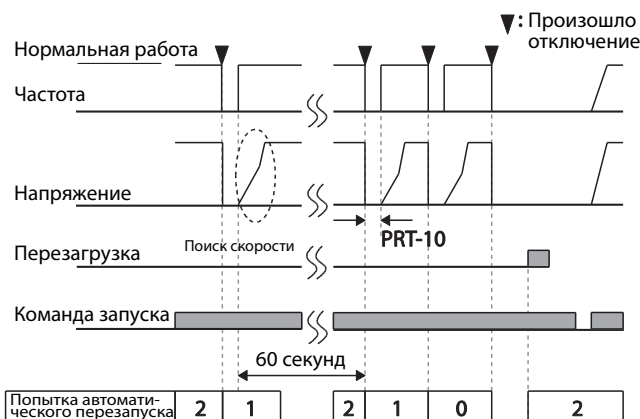 ▼: Произошло
отключение
Нормальная работа
Частота
Напряжение
PRT-10
Перезагрузка
Поиск скорости
Команда запуска
60 секунд
Попытка автомати-
ческого перезапуска
2 1 2 1 0 2